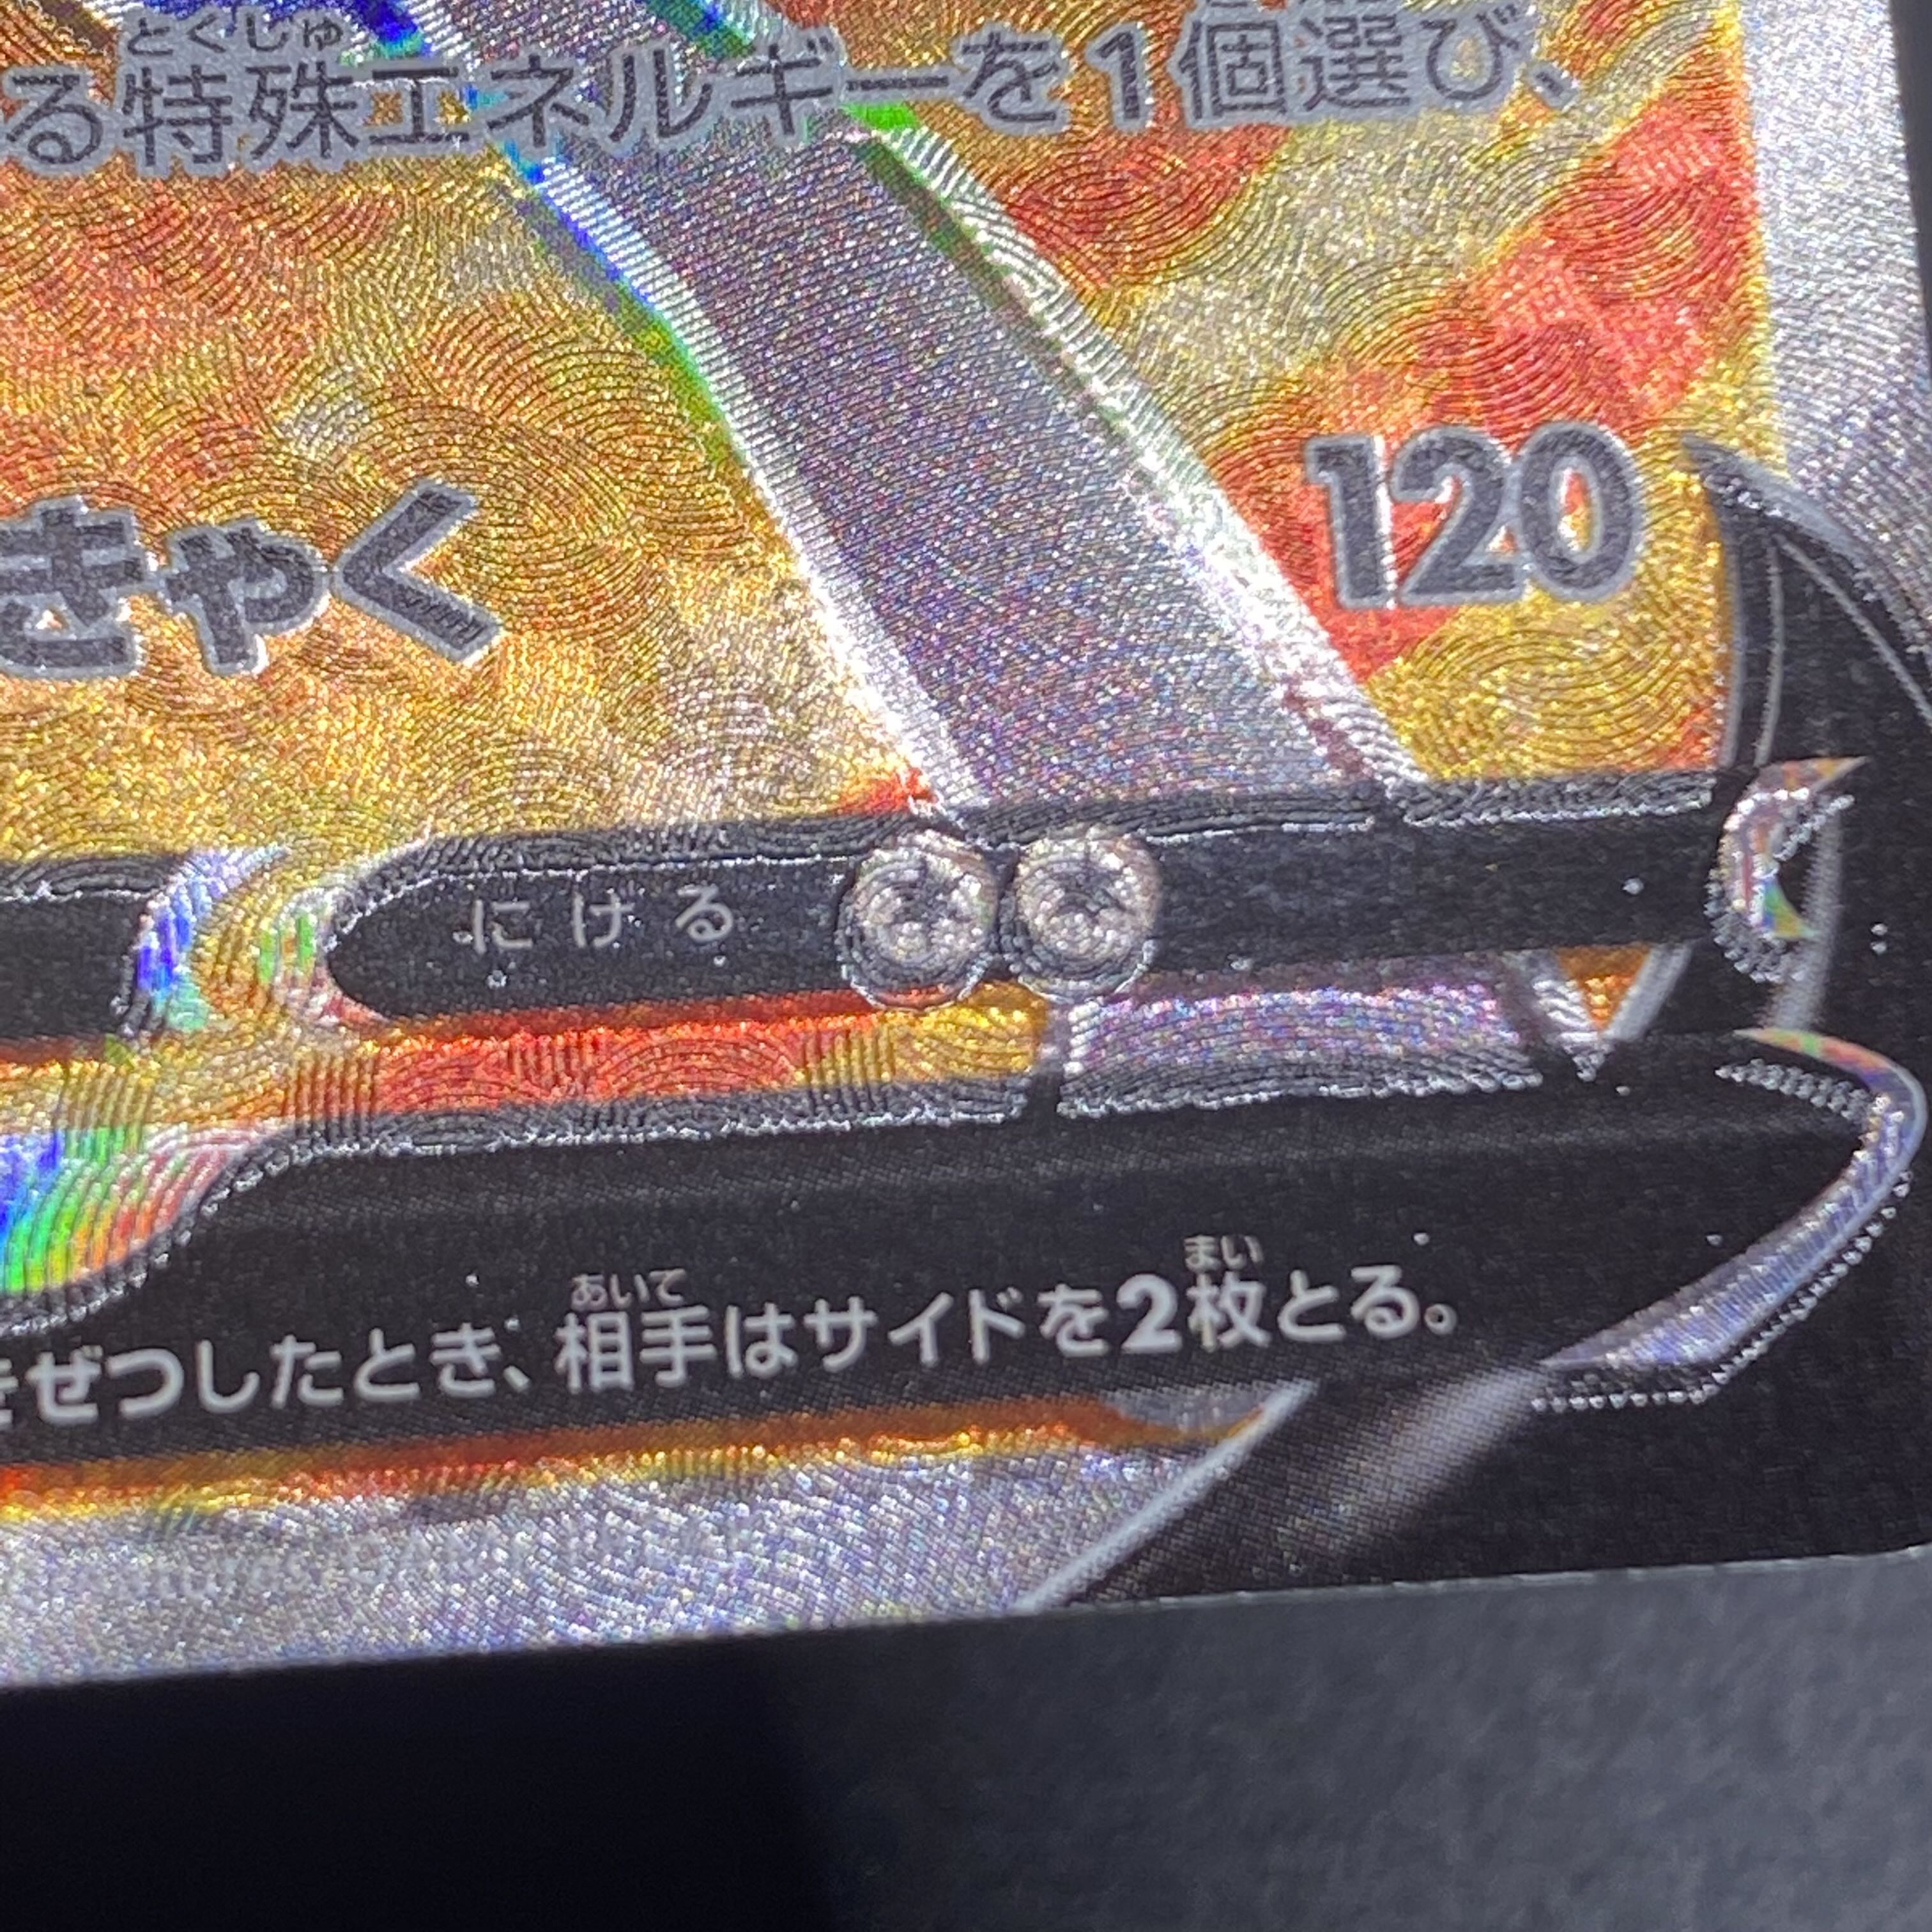 とくしゅ
る特殊エネルギーを1個選び、
きゃく 120
にげる
あいて まい
きぜつしたとき、相手はサイドを2枚とる。